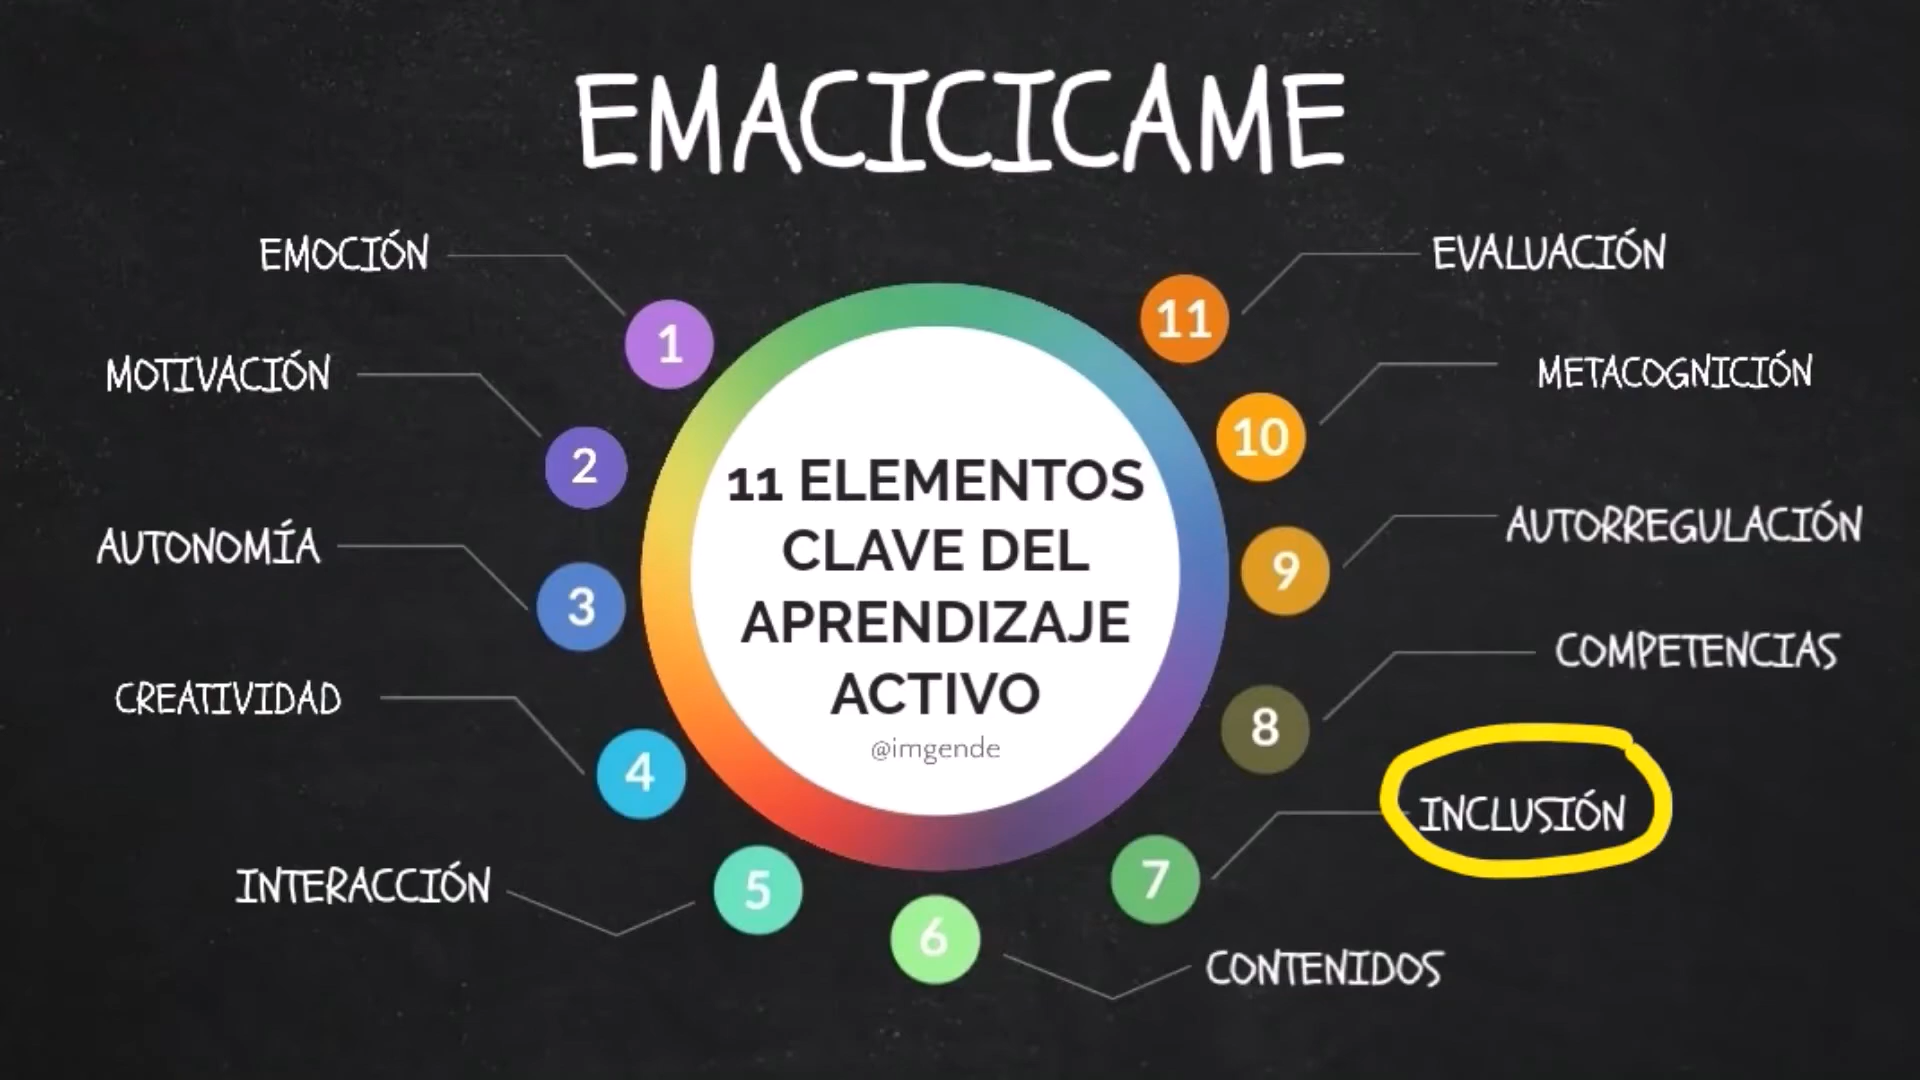 EMACICICAME
EMOCIÓN
1
MOTIVACIÓN
2
AUTONOMÍA
3
CREATIVIDAD
4
INTERACCIÓN
5
6
CONTENIDOS
7
INCLUSIÓN
8
COMPETENCIAS
9
AUTORREGULACIÓN
10
METACOGNICIÓN
11
EVALUACIÓN
11 ELEMENTOS
CLAVE DEL
APRENDIZAJE
ACTIVO
@imgende